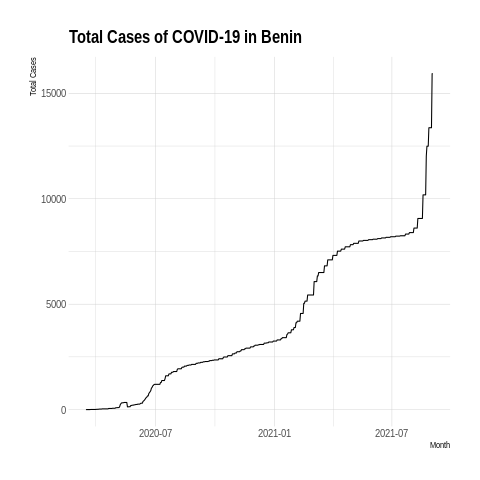 Total Cases of COVID-19 in Benin
Total Cases
15000
10000
5000
0
2020-07
2021-01
2021-07
Month